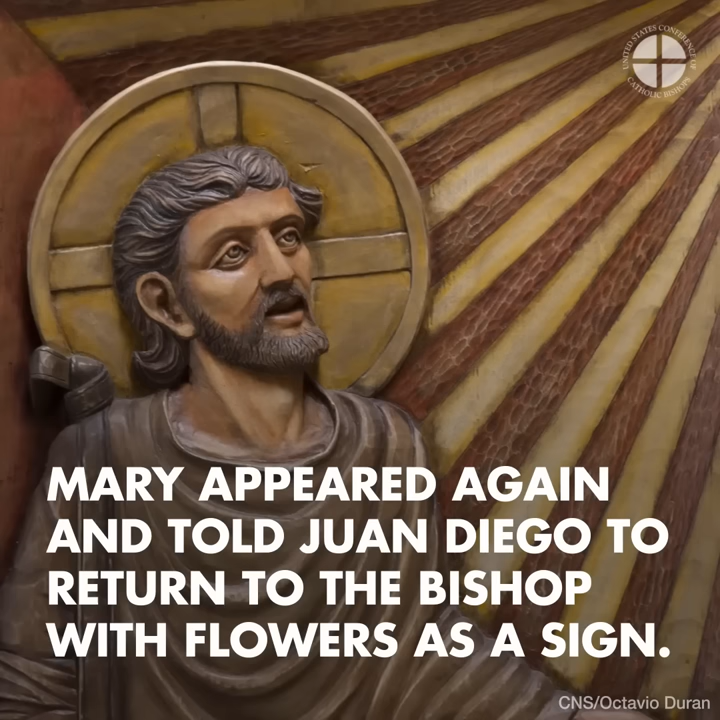 UNITED STATES CONFERENCE OF
CATHOLIC BISHOPS
MARY APPEARED AGAIN
AND TOLD JUAN DIEGO TO
RETURN TO THE BISHOP
WITH FLOWERS AS A SIGN.
CNS/Octavio Duran